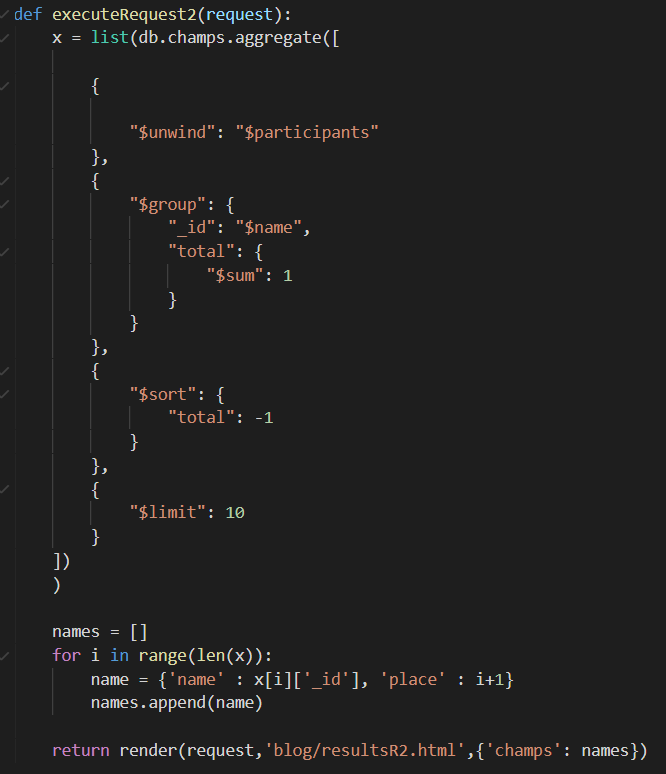 def executeRequest2(request):
    x = list(db.champs.aggregate([
        {
            "$unwind": "$participants"
        },
        {
            "$group": {
                "_id": "$name",
                "total": {
                    "$sum": 1
                }
            }
        },
        {
            "$sort": {
                "total": -1
            }
        },
        {
            "$limit": 10
        }
    ])
    )
    names = []
    for i in range(len(x)):
        name = {'name' : x[i]['_id'], 'place' : i+1}
        names.append(name)
    return render(request,'blog/resultsR2.html',{'champs': names})